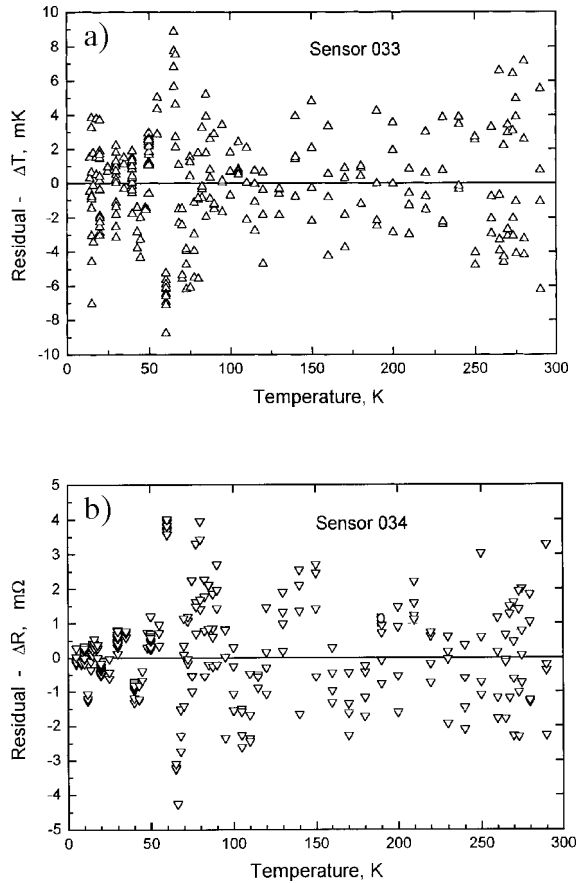 a)
Sensor 033
Residual - ΔT, mK
10
8
6
4
2
0
-2
-4
-6
-8
-10
0 50 100 150 200 250 300
Temperature, K
b)
Sensor 034
Residual - ΔR, mΩ
5
4
3
2
1
0
-1
-2
-3
-4
-5
0 50 100 150 200 250 300
Temperature, K